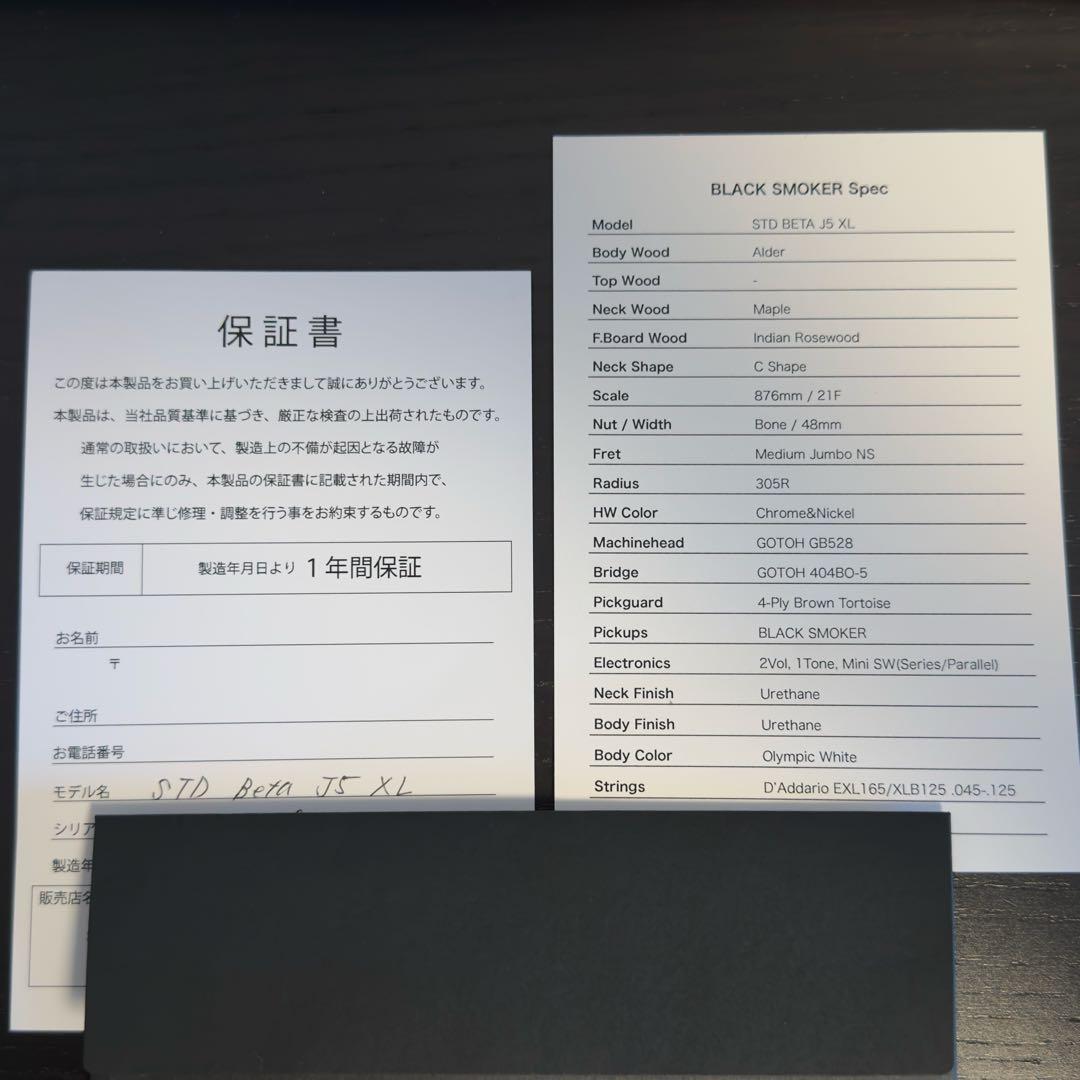 保証書
この度は本製品をお買い上げいただきまして誠にありがとうございます。
本製品は、当社品質基準に基づき、厳正な検査の上出荷されたものです。
通常の取扱いにおいて、製造上の不備が起因となる故障が
生じた場合にのみ、本製品の保証書に記載された期間内で、
保証規定に準じ修理・調整を行う事をお約束するものです。
保証期間 製造年月日より 1年間保証
お名前
〒
ご住所
お電話番号
モデル名 STD Beta J5 XL
シリア
製造年
販売店名
BLACK SMOKER Spec
Model STD BETA J5 XL
Body Wood Alder
Top Wood -
Neck Wood Maple
F.Board Wood Indian Rosewood
Neck Shape C Shape
Scale 876mm / 21F
Nut / Width Bone / 48mm
Fret Medium Jumbo NS
Radius 305R
HW Color Chrome&Nickel
Machinehead GOTOH GB528
Bridge GOTOH 404BO-5
Pickguard 4-Ply Brown Tortoise
Pickups BLACK SMOKER
Electronics 2Vol, 1Tone, Mini SW(Series/Parallel)
Neck Finish Urethane
Body Finish Urethane
Body Color Olympic White
Strings D'Addario EXL165/XLB125 .045-.125